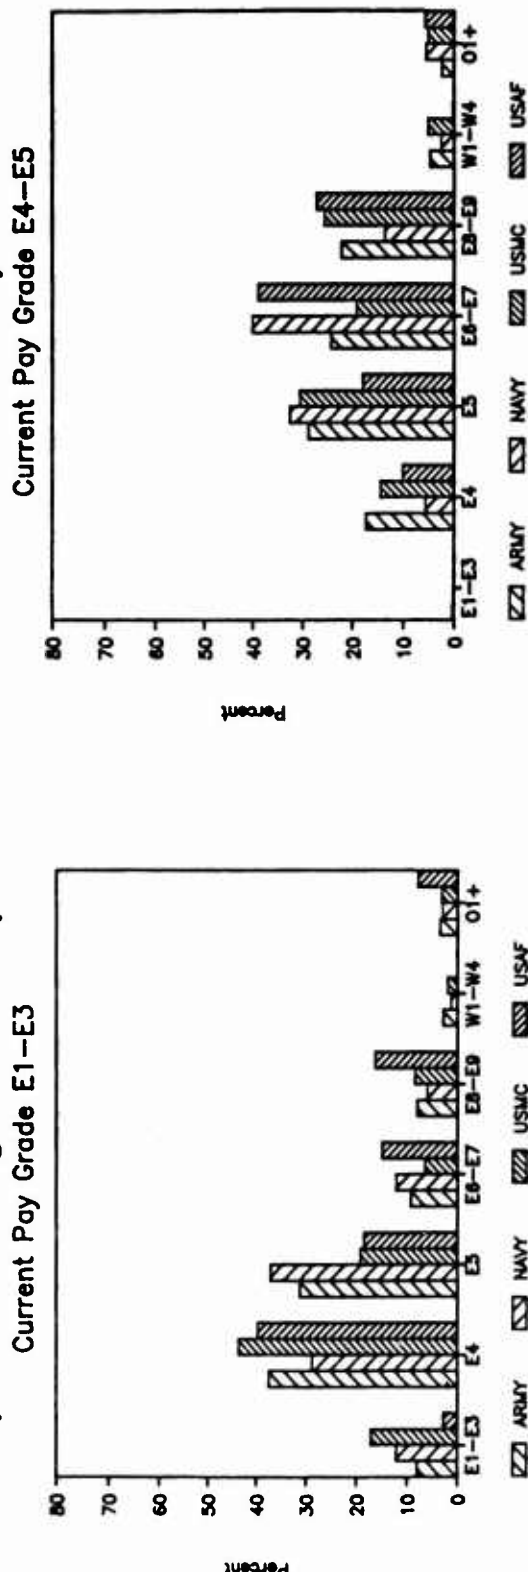 Current Pay Grade E1-E3
Percent
80
70
60
50
40
30
20
10
0
E1-E3 E4 E5 E6-E7 E8-E9 W1-W4 O1+
ARMY NAVY USMC USAF
Current Pay Grade E4-E5
Percent
80
70
60
50
40
30
20
10
0
E1-E3 E4 E5 E6-E7 E8-E9 W1-W4 O1+
ARMY NAVY USMC USAF